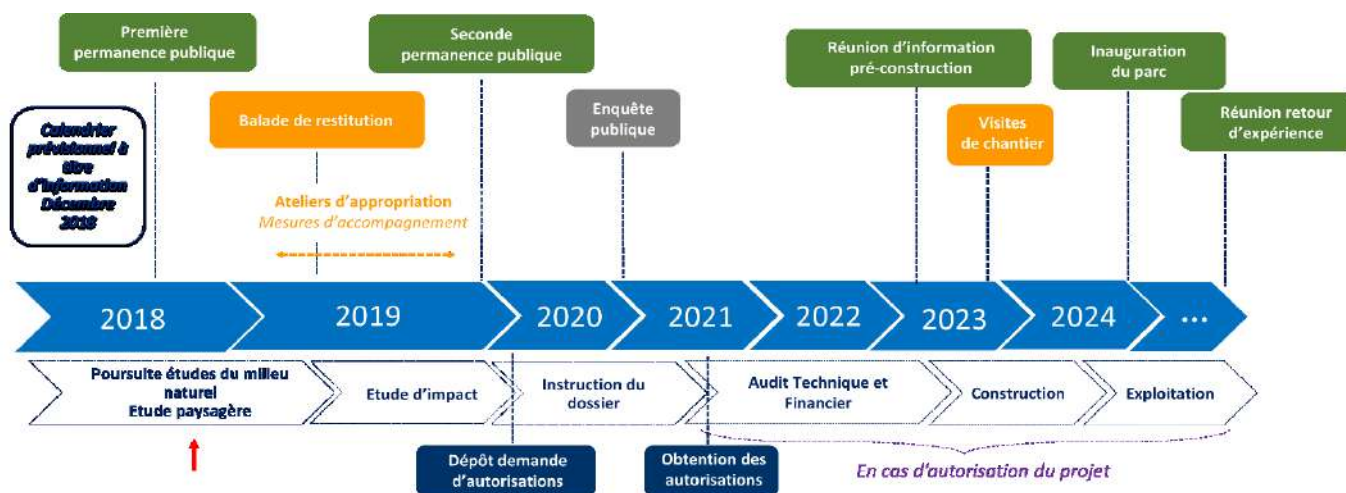 Première
permanence publique
Seconde
permanence publique
Réunion d'information
pré-construction
Inauguration
du parc
Calendrier
prévisionnel à
titre
d'information
Décembre
2018
Balade de restitution
Enquête
publique
Visites
de chantier
Réunion retour
d'expérience
Ateliers d'appropriation
Mesures d'accompagnement
2018
2019
2020
2021
2022
2023
2024
...
Poursuite études du milieu
naturel
Etude paysagère
Etude d'impact
Instruction du
dossier
Audit Technique et
Financier
Construction
Exploitation
Dépôt demande
d'autorisations
Obtention des
autorisations
En cas d'autorisation du projet